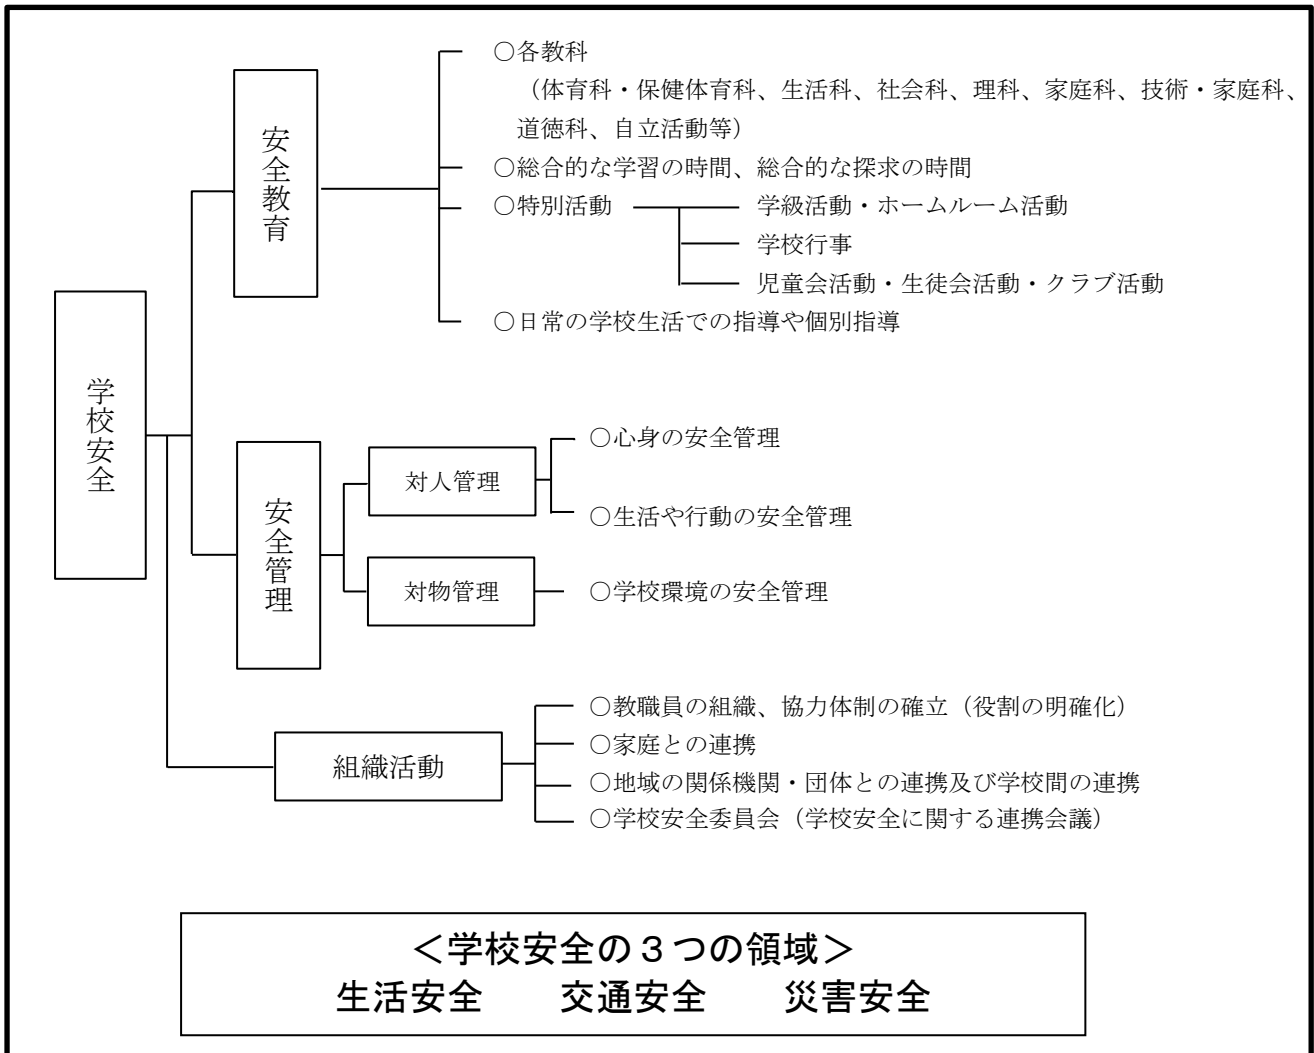 学校安全
安全教育
○各教科
（体育科・保健体育科、生活科、社会科、理科、家庭科、技術・家庭科、
道徳科、自立活動等）
○総合的な学習の時間、総合的な探求の時間
○特別活動
学級活動・ホームルーム活動
学校行事
児童会活動・生徒会活動・クラブ活動
○日常の学校生活での指導や個別指導
安全管理
対人管理
○心身の安全管理
○生活や行動の安全管理
対物管理
○学校環境の安全管理
組織活動
○教職員の組織、協力体制の確立（役割の明確化）
○家庭との連携
○地域の関係機関・団体との連携及び学校間の連携
○学校安全委員会（学校安全に関する連携会議）
＜学校安全の３つの領域＞
生活安全　　交通安全　　災害安全